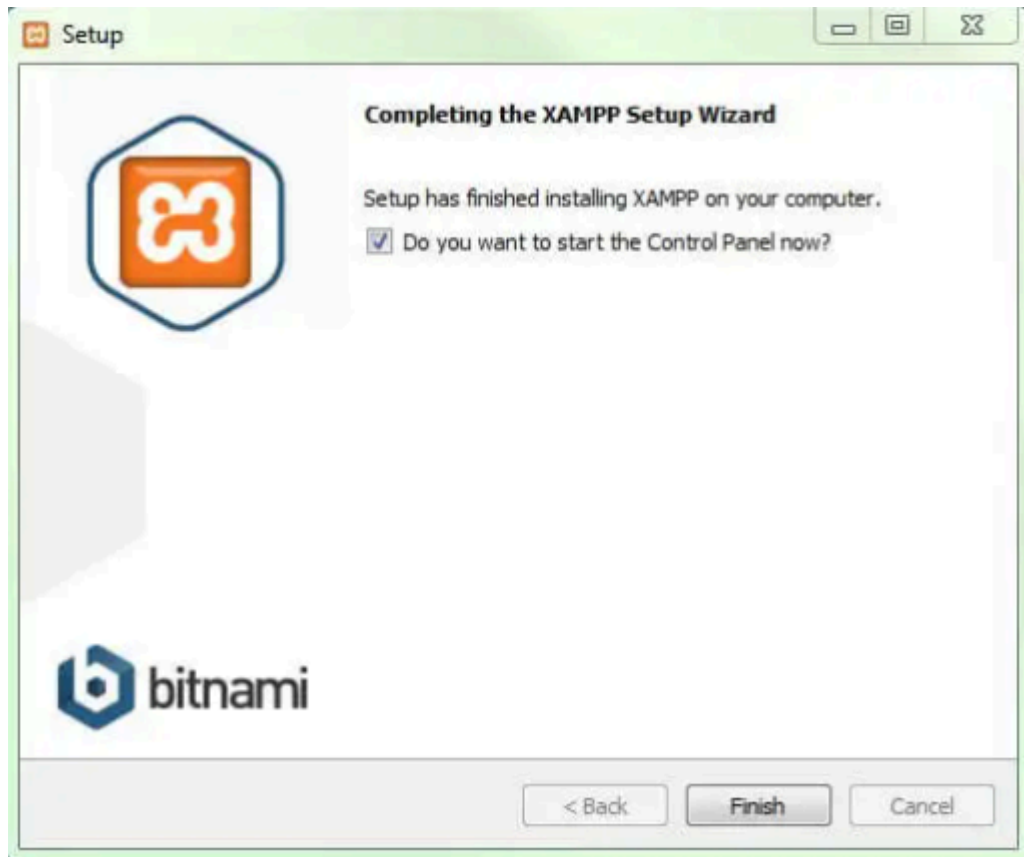 Setup
Completing the XAMPP Setup Wizard
Setup has finished installing XAMPP on your computer.
Do you want to start the Control Panel now?
bitnami
< Back
Finish
Cancel